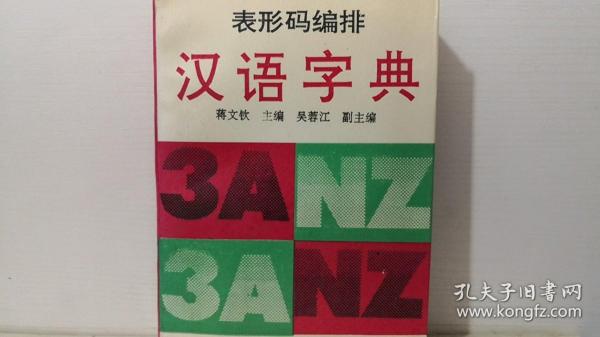 表形码编排
汉语字典
蒋文钦 主编 吴蓉江 副主编
3ANZ
3ANZ
孔夫子旧书网
www.kongfz.com